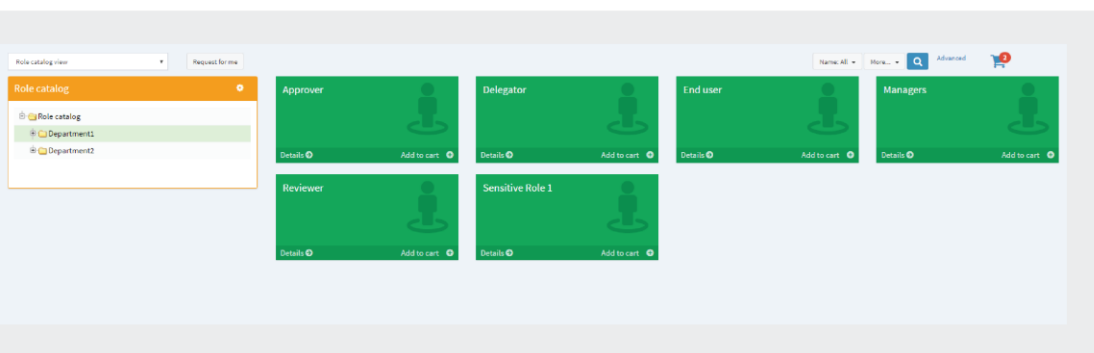 Role catalog view
Request for me
Name: All
More...
Advanced
3
Role catalog
Role catalog
Department1
Department2
Approver
Details
Add to cart
Delegator
Details
Add to cart
End user
Details
Add to cart
Managers
Details
Add to cart
Reviewer
Details
Add to cart
Sensitive Role 1
Details
Add to cart